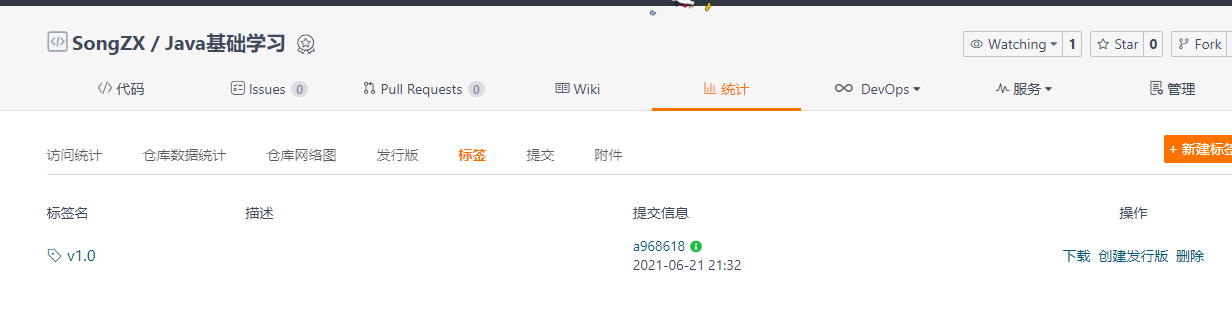 SongZX / Java基础学习 Watching 1 Star 0 Fork
代码 Issues 0 Pull Requests 0 Wiki 统计 DevOps 服务 管理
访问统计 仓库数据统计 仓库网络图 发行版 标签 提交 附件 + 新建标签
标签名 描述 提交信息 操作
v1.0 a968618 下载 创建发行版 删除
2021-06-21 21:32